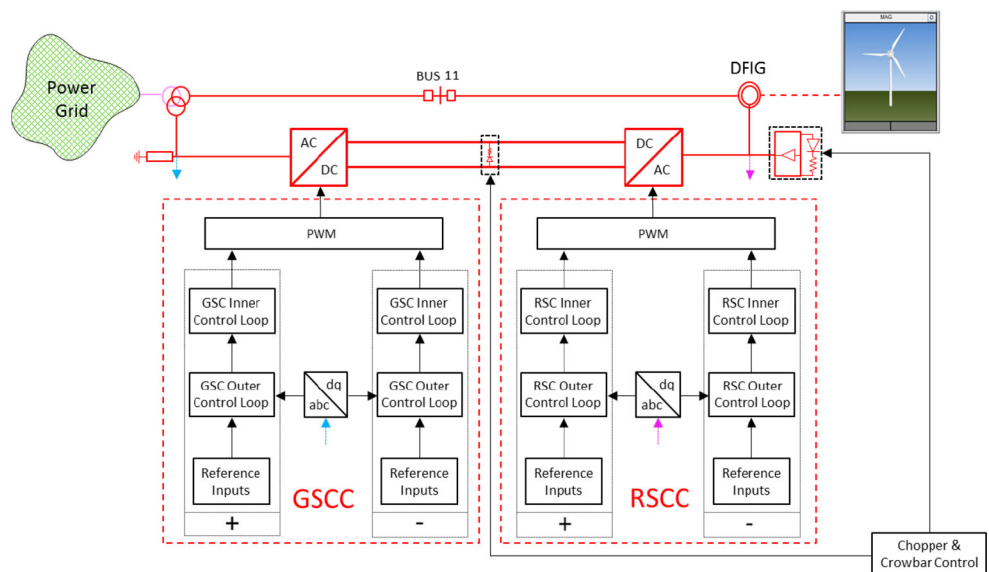 MAG
Power
Grid
BUS 11
DFIG
AC
DC
DC
AC
PWM
PWM
GSC Inner
Control Loop
GSC Inner
Control Loop
RSC Inner
Control Loop
RSC Inner
Control Loop
GSC Outer
Control Loop
dq
abc
GSC Outer
Control Loop
RSC Outer
Control Loop
dq
abc
RSC Outer
Control Loop
Reference
Inputs
Reference
Inputs
Reference
Inputs
Reference
Inputs
GSCC
RSCC
+
-
+
-
Chopper &
Crowbar Control